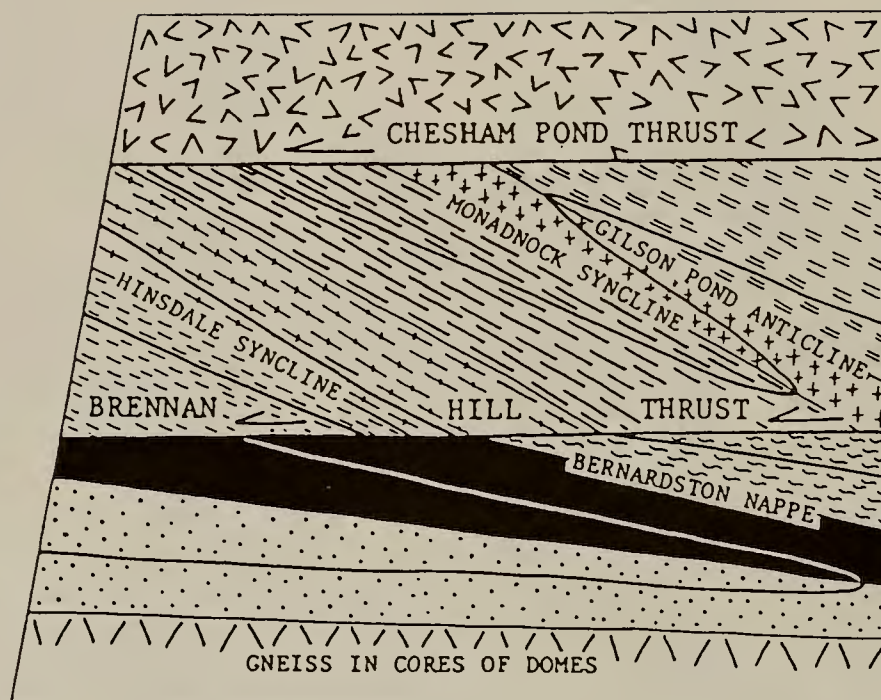 CHESHAM POND THRUST
GILSON POND ANTICLINE
MONADNOCK SYNCLINE
HINSDALE SYNCLINE
BRENNAN HILL THRUST
BERNARDSTON NAPPE
GNEISS IN CORES OF DOMES